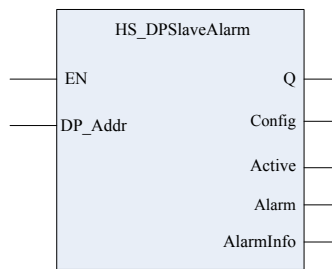 HS_DPSlaveAlarm
EN
Q
DP_Addr
Config
Active
Alarm
AlarmInfo